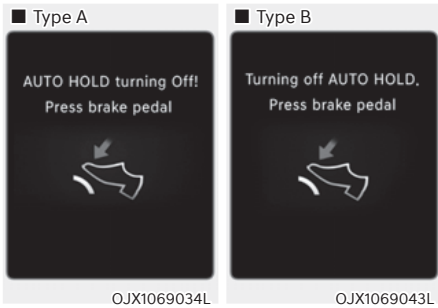 ■ Type A
AUTO HOLD turning Off!
Press brake pedal
OJX1069034L
■ Type B
Turning off AUTO HOLD.
Press brake pedal
OJX1069043L